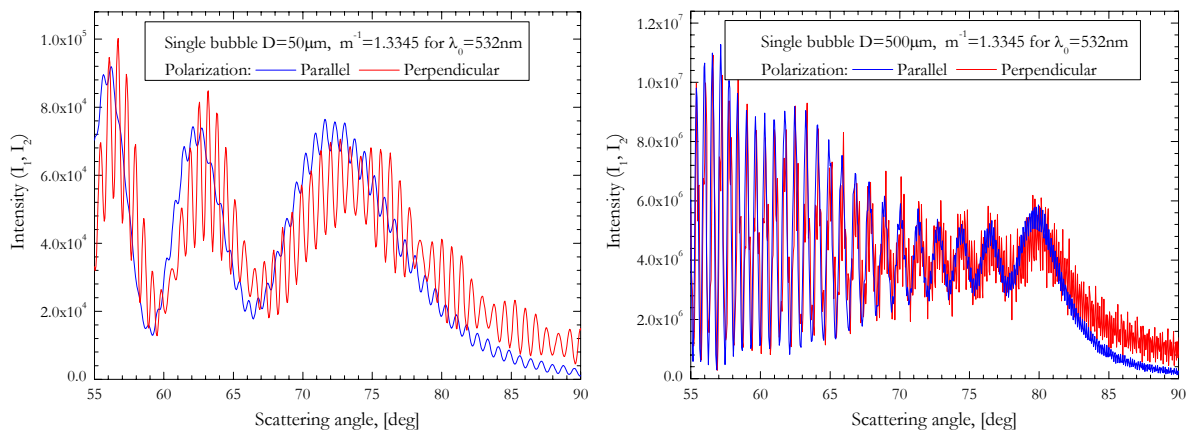 Single bubble D=50μm, m⁻¹=1.3345 for λ₀=532nm
Polarization: Parallel Perpendicular
Intensity (I₁, I₂)
1.0x10⁵
8.0x10⁴
6.0x10⁴
4.0x10⁴
2.0x10⁴
0.0
55 60 65 70 75 80 85 90
Scattering angle, [deg]
Single bubble D=500μm, m⁻¹=1.3345 for λ₀=532nm
Polarization: Parallel Perpendicular
Intensity (I₁, I₂)
1.2x10⁷
1.0x10⁷
8.0x10⁶
6.0x10⁶
4.0x10⁶
2.0x10⁶
0.0
55 60 65 70 75 80 85 90
Scattering angle, [deg]